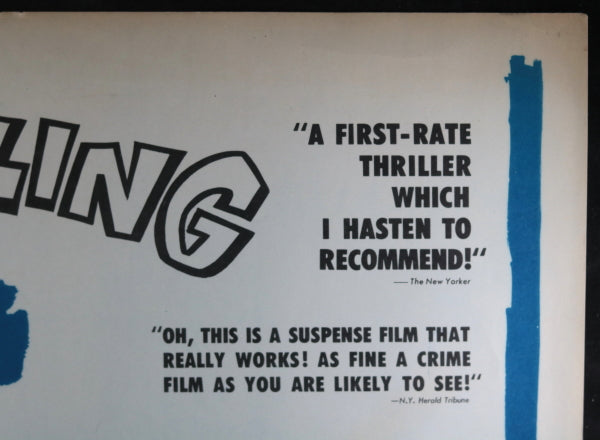 LING
"A FIRST-RATE
THRILLER
WHICH
I HASTEN TO
RECOMMEND!"
—The New Yorker
"OH, THIS IS A SUSPENSE FILM THAT
REALLY WORKS! AS FINE A CRIME
FILM AS YOU ARE LIKELY TO SEE!"
—N.Y. Herald Tribune